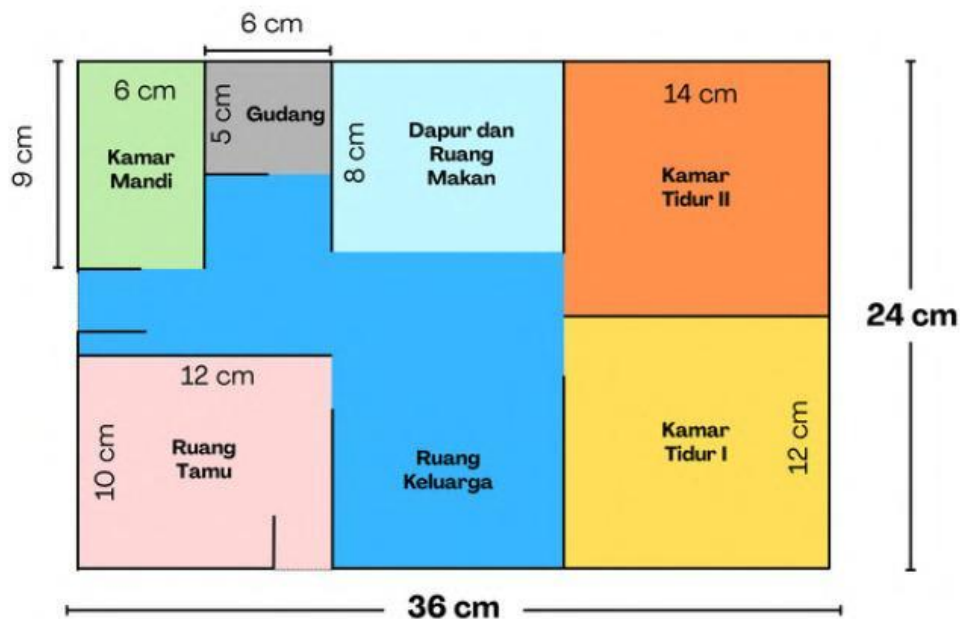 6 cm
6 cm
5 cm
Gudang
9 cm
Kamar
Mandi
8 cm
Dapur dan
Ruang
Makan
14 cm
Kamar
Tidur II
24 cm
12 cm
10 cm
Ruang
Tamu
Ruang
Keluarga
Kamar
Tidur I
12 cm
36 cm